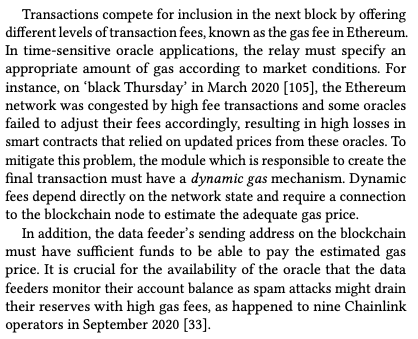 Transactions compete for inclusion in the next block by offering
different levels of transaction fees, known as the gas fee in Ethereum.
In time-sensitive oracle applications, the relay must specify an
appropriate amount of gas according to market conditions. For
instance, on ‘black Thursday’ in March 2020 [105], the Ethereum
network was congested by high fee transactions and some oracles
failed to adjust their fees accordingly, resulting in high losses in
smart contracts that relied on updated prices from these oracles. To
mitigate this problem, the module which is responsible to create the
final transaction must have a dynamic gas mechanism. Dynamic
fees depend directly on the network state and require a connection
to the blockchain node to estimate the adequate gas price.
In addition, the data feeder’s sending address on the blockchain
must have sufficient funds to be able to pay the estimated gas
price. It is crucial for the availability of the oracle that the data
feeders monitor their account balance as spam attacks might drain
their reserves with high gas fees, as happened to nine Chainlink
operators in September 2020 [33].